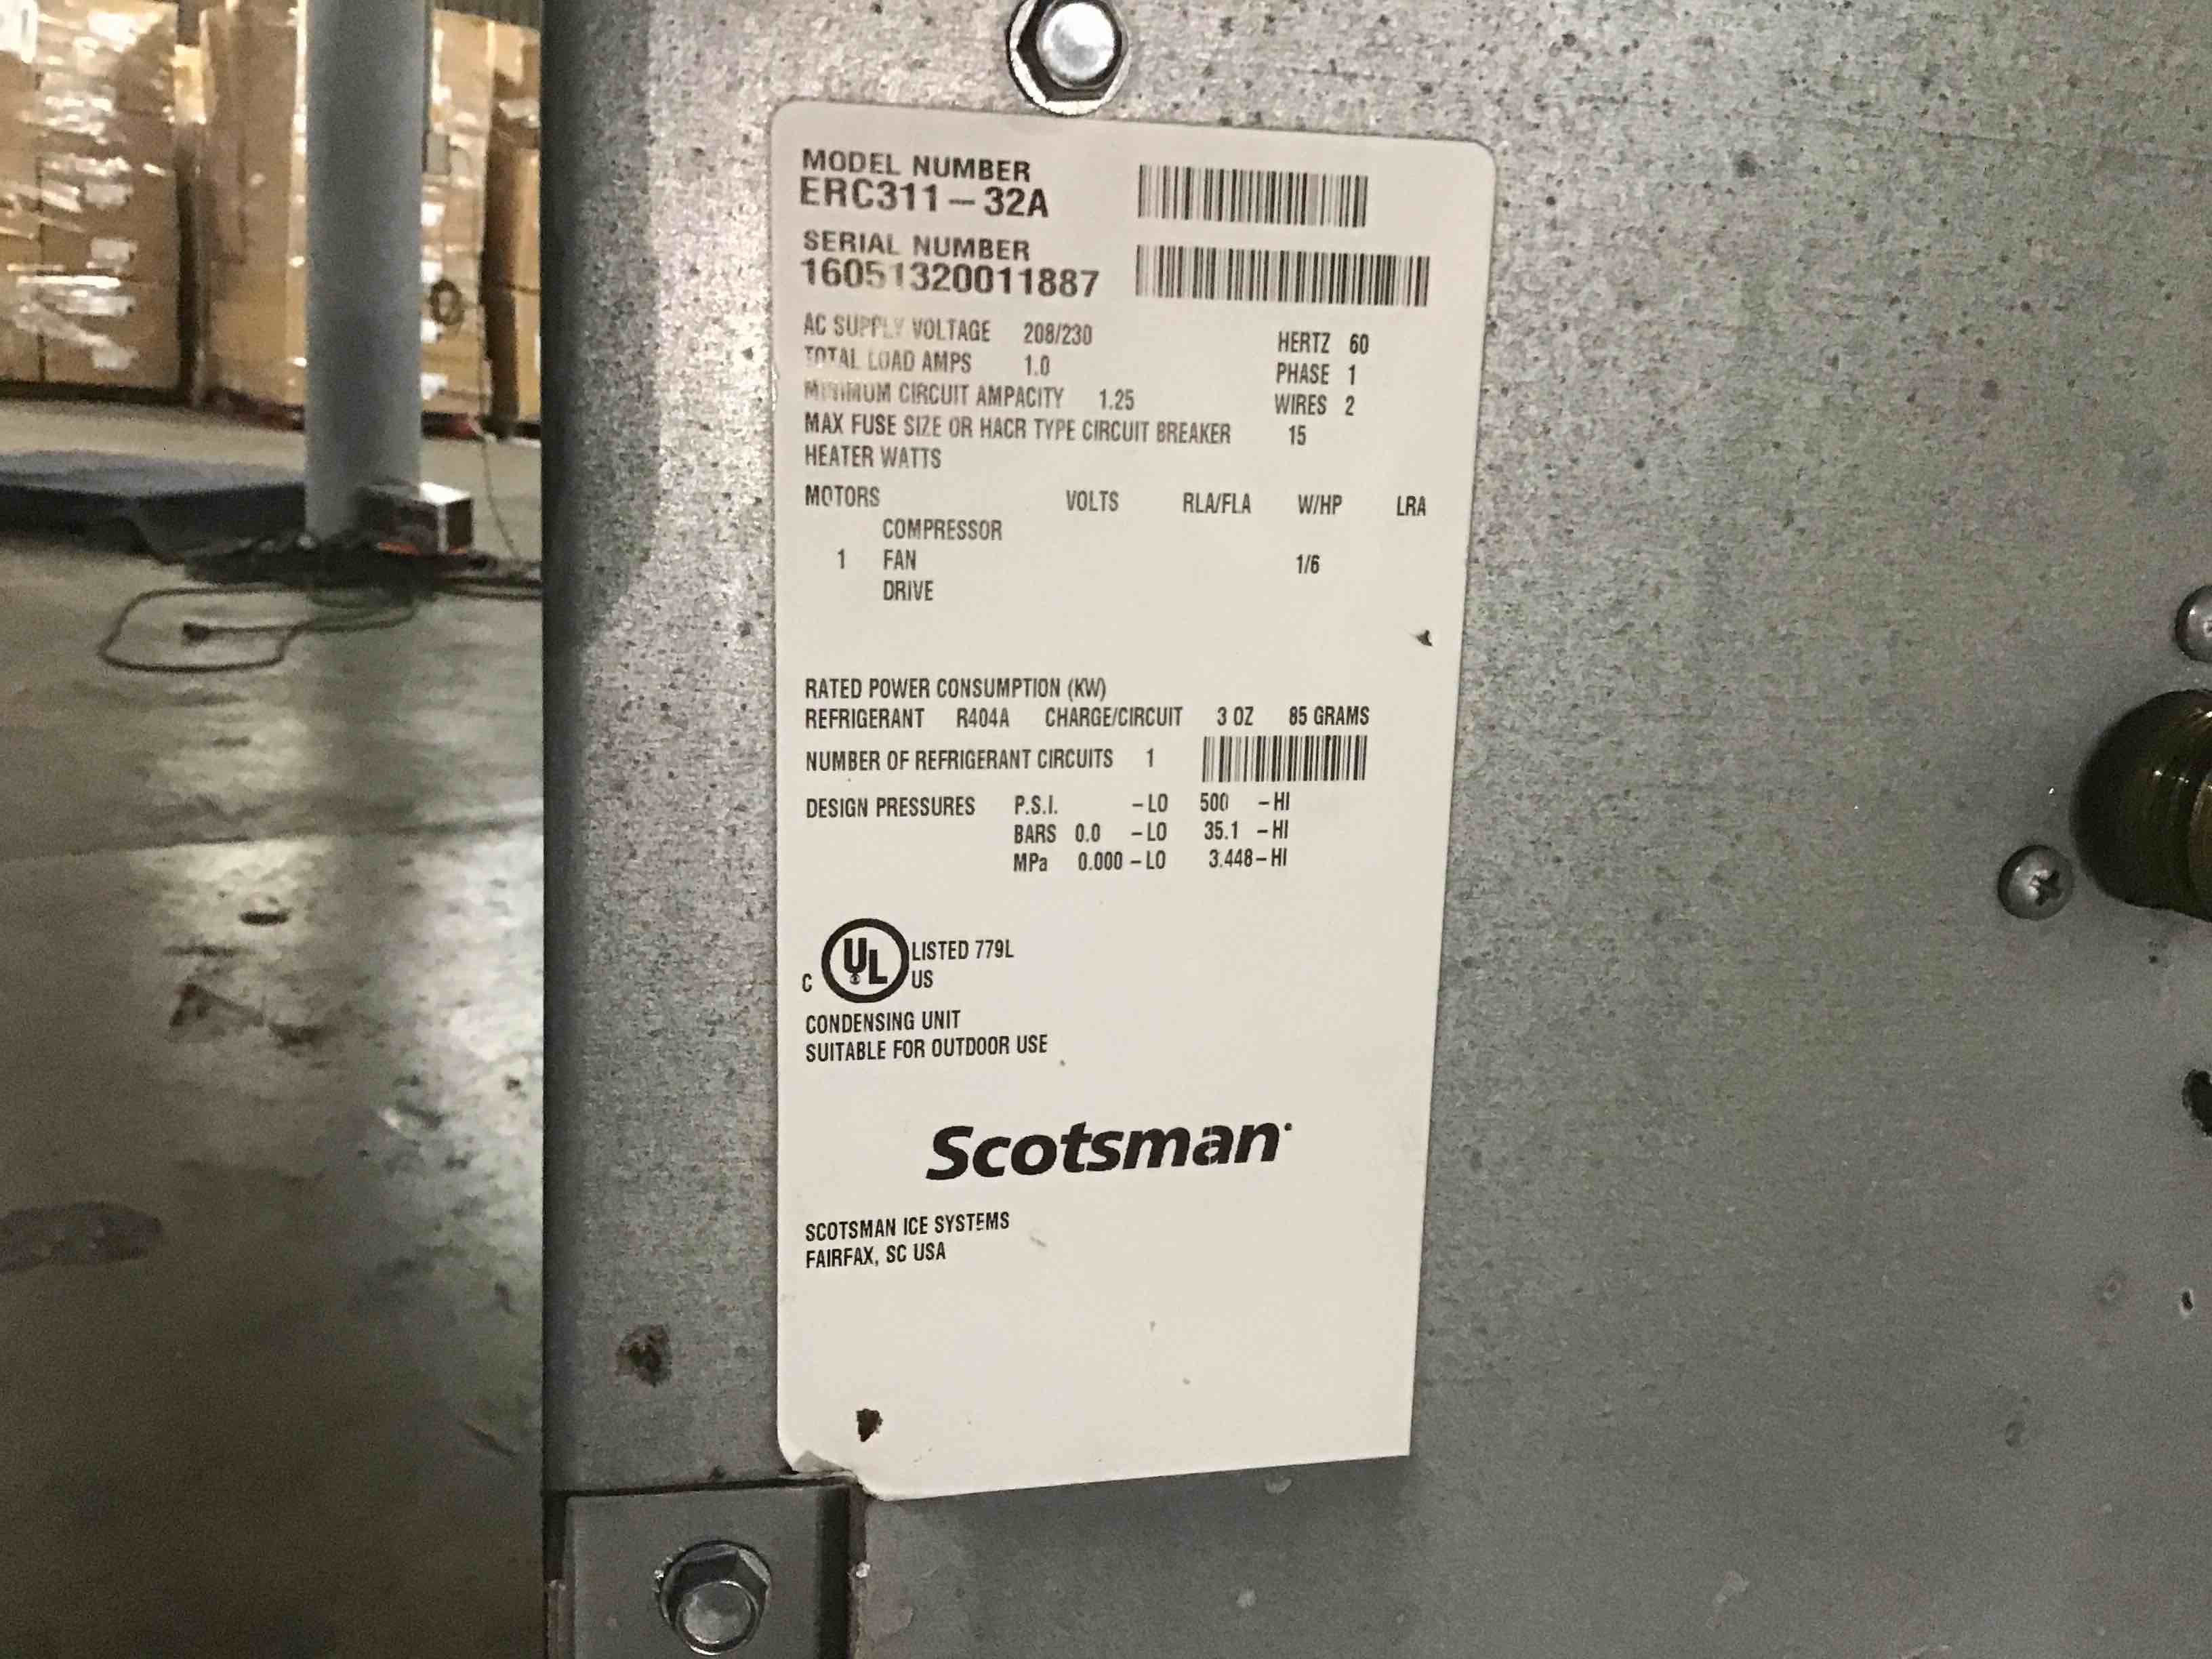 MODEL NUMBER
ERC311-32A
SERIAL NUMBER
16051320011887
AC SUPPLY VOLTAGE 208/230 HERTZ 60
TOTAL LOAD AMPS 1.0 PHASE 1
MINIMUM CIRCUIT AMPACITY 1.25 WIRES 2
MAX FUSE SIZE OR HACR TYPE CIRCUIT BREAKER 15
HEATER WATTS
MOTORS VOLTS RLA/FLA W/HP LRA
COMPRESSOR
1 FAN 1/6
DRIVE
RATED POWER CONSUMPTION (KW)
REFRIGERANT R404A CHARGE/CIRCUIT 3 OZ 85 GRAMS
NUMBER OF REFRIGERANT CIRCUITS 1
DESIGN PRESSURES P.S.I. -LO 500 -HI
BARS 0.0 -LO 35.1 -HI
MPa 0.000 -LO 3.448-HI
C UL LISTED 779L
US
CONDENSING UNIT
SUITABLE FOR OUTDOOR USE
Scotsman
SCOTSMAN ICE SYSTEMS
FAIRFAX, SC USA